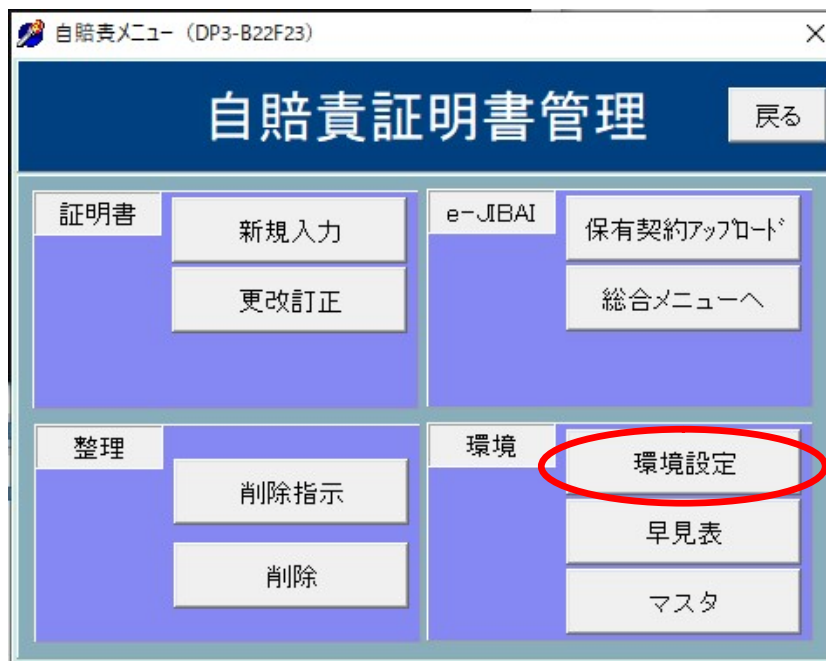 自賠責メニュー（DP3-B22F23）
自賠責証明書管理
戻る
証明書
新規入力
更改訂正
e-JIBAI
保有契約アップロード
総合メニューへ
整理
削除指示
削除
環境
環境設定
早見表
マスタ